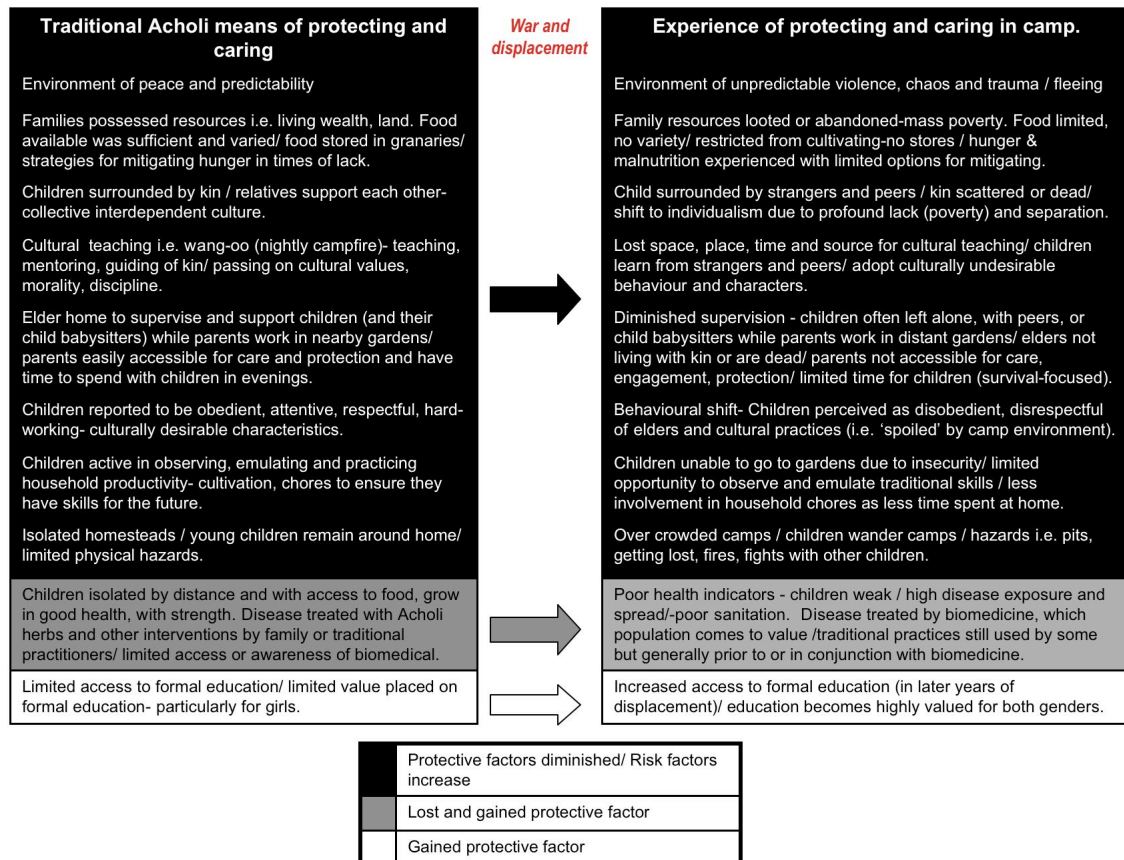 Traditional Acholi means of protecting and
caring
Environment of peace and predictability
Families possessed resources i.e. living wealth, land. Food
available was sufficient and varied/ food stored in granaries/
strategies for mitigating hunger in times of lack.
Children surrounded by kin / relatives support each other-
collective interdependent culture.
Cultural teaching i.e. wang-oo (nightly campfire)- teaching,
mentoring, guiding of kin/ passing on cultural values,
morality, discipline.
Elder home to supervise and support children (and their
child babysitters) while parents work in nearby gardens/
parents easily accessible for care and protection and have
time to spend with children in evenings.
Children reported to be obedient, attentive, respectful, hard-
working- culturally desirable characteristics.
Children active in observing, emulating and practicing
household productivity- cultivation, chores to ensure they
have skills for the future.
Isolated homesteads / young children remain around home/
limited physical hazards.
Children isolated by distance and with access to food, grow
in good health, with strength. Disease treated with Acholi
herbs and other interventions by family or traditional
practitioners/ limited access or awareness of biomedical.
Limited access to formal education/ limited value placed on
formal education- particularly for girls.
War and
displacement
Experience of protecting and caring in camp.
Environment of unpredictable violence, chaos and trauma / fleeing
Family resources looted or abandoned-mass poverty. Food limited,
no variety/ restricted from cultivating-no stores / hunger &
malnutrition experienced with limited options for mitigating.
Child surrounded by strangers and peers / kin scattered or dead/
shift to individualism due to profound lack (poverty) and separation.
Lost space, place, time and source for cultural teaching/ children
learn from strangers and peers/ adopt culturally undesirable
behaviour and characters.
Diminished supervision - children often left alone, with peers, or
child babysitters while parents work in distant gardens/ elders not
living with kin or are dead/ parents not accessible for care,
engagement, protection/ limited time for children (survival-focused).
Behavioural shift- Children perceived as disobedient, disrespectful
of elders and cultural practices (i.e. ‘spoiled’ by camp environment).
Children unable to go to gardens due to insecurity/ limited
opportunity to observe and emulate traditional skills / less
involvement in household chores as less time spent at home.
Over crowded camps / children wander camps / hazards i.e. pits,
getting lost, fires, fights with other children.
Poor health indicators - children weak / high disease exposure and
spread/-poor sanitation. Disease treated by biomedicine, which
population comes to value /traditional practices still used by some
but generally prior to or in conjunction with biomedicine.
Increased access to formal education (in later years of
displacement)/ education becomes highly valued for both genders.
Protective factors diminished/ Risk factors
increase
Lost and gained protective factor
Gained protective factor